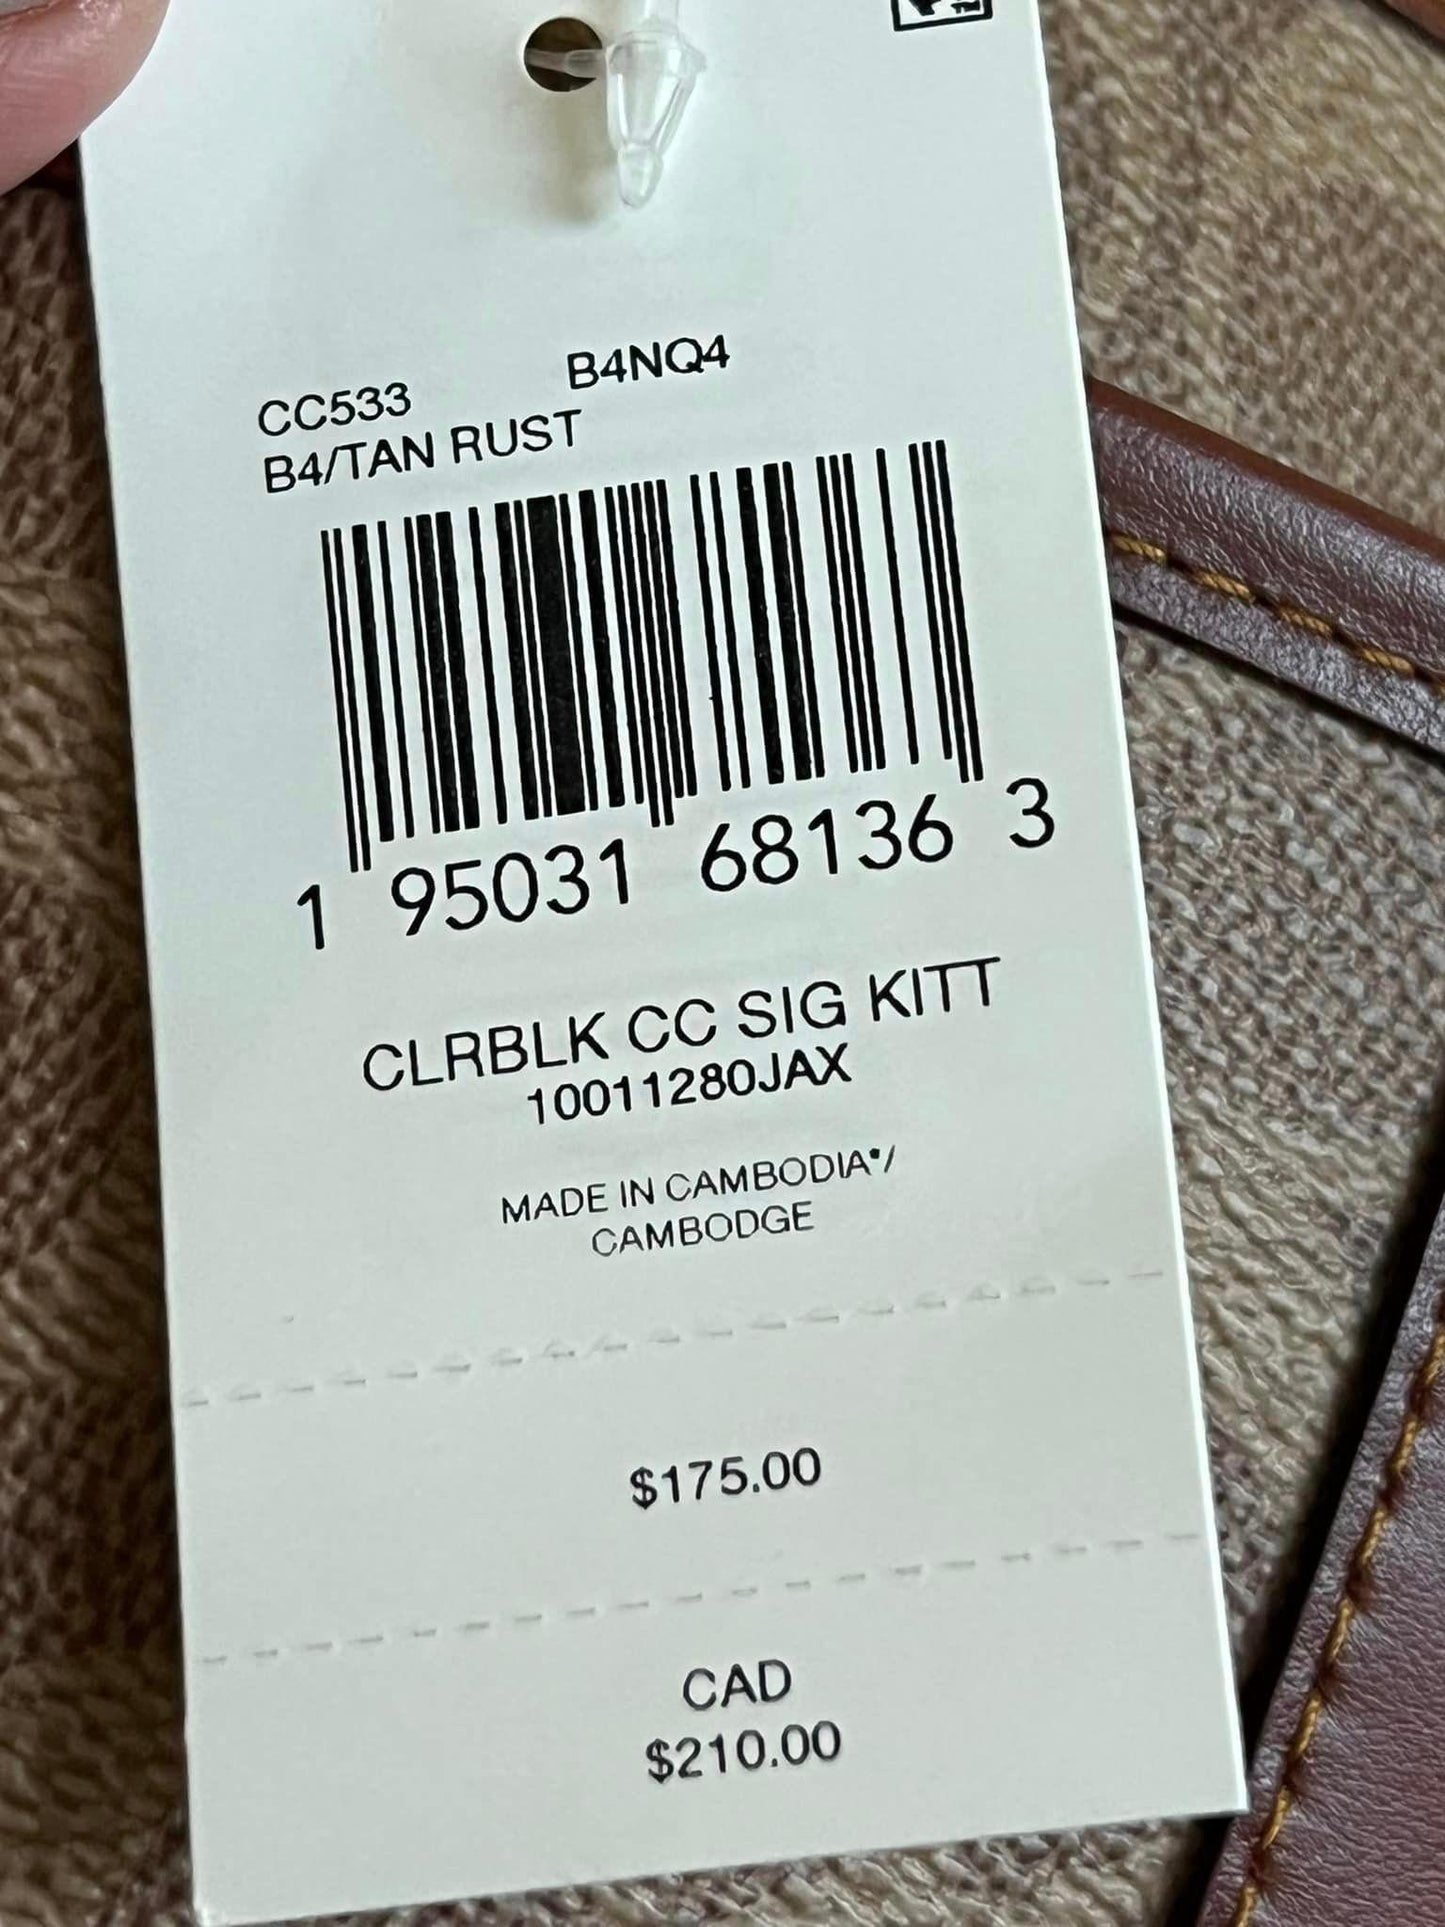 CC533 B4NQ4
B4/TAN RUST
1 95031 68136 3
CLRBLK CC SIG KITT
10011280JAX
MADE IN CAMBODIA*/
CAMBODGE
$175.00
CAD
$210.00